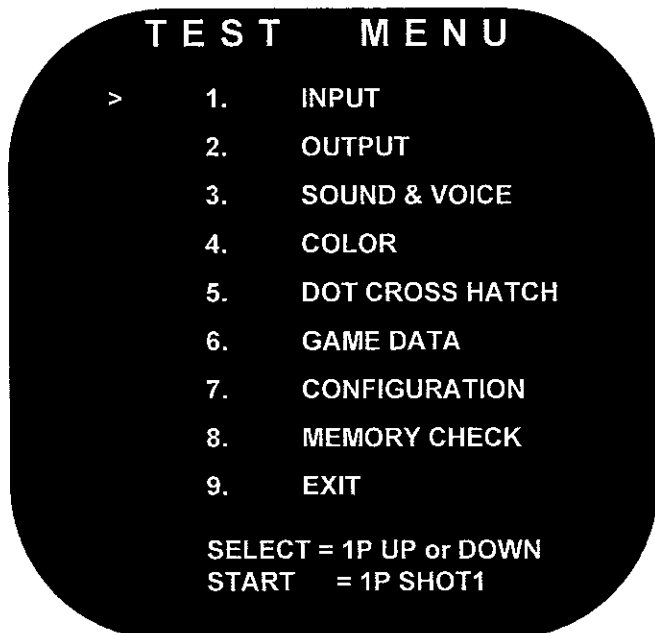 TEST MENU
> 1. INPUT
2. OUTPUT
3. SOUND & VOICE
4. COLOR
5. DOT CROSS HATCH
6. GAME DATA
7. CONFIGURATION
8. MEMORY CHECK
9. EXIT
SELECT = 1P UP or DOWN
START = 1P SHOT1